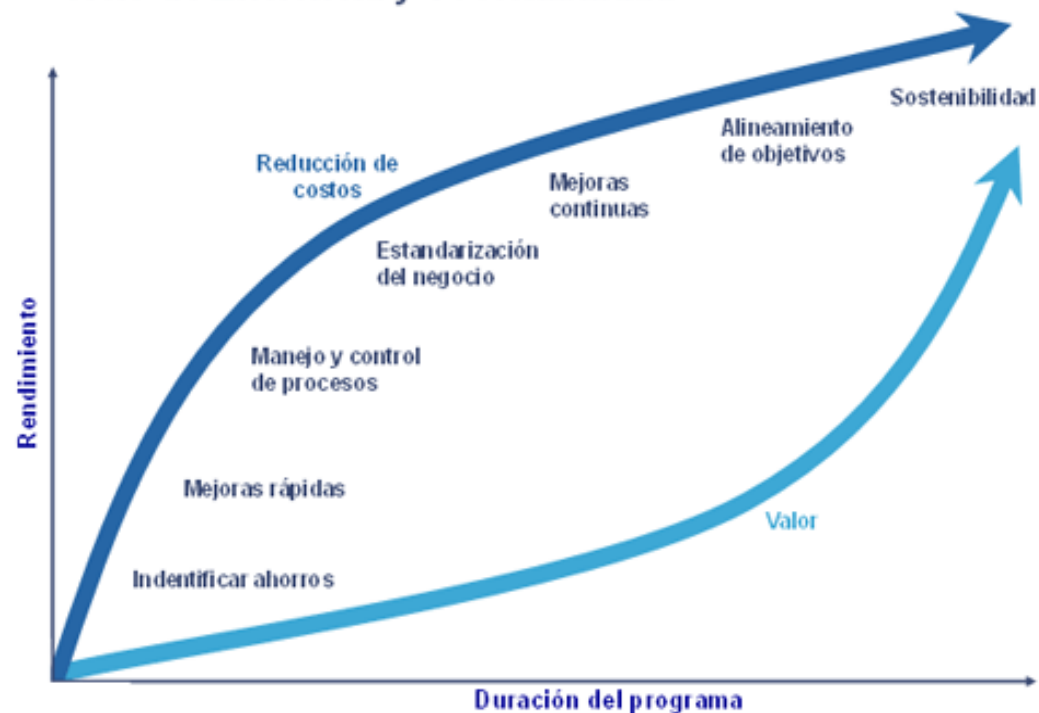 Sostenibilidad
Alineamiento
de objetivos
Reducción de
costos
Mejoras
continuas
Estandarización
del negocio
Manejo y control
de procesos
Mejoras rápidas
Valor
Indentificar ahorros
Rendimiento
Duración del programa